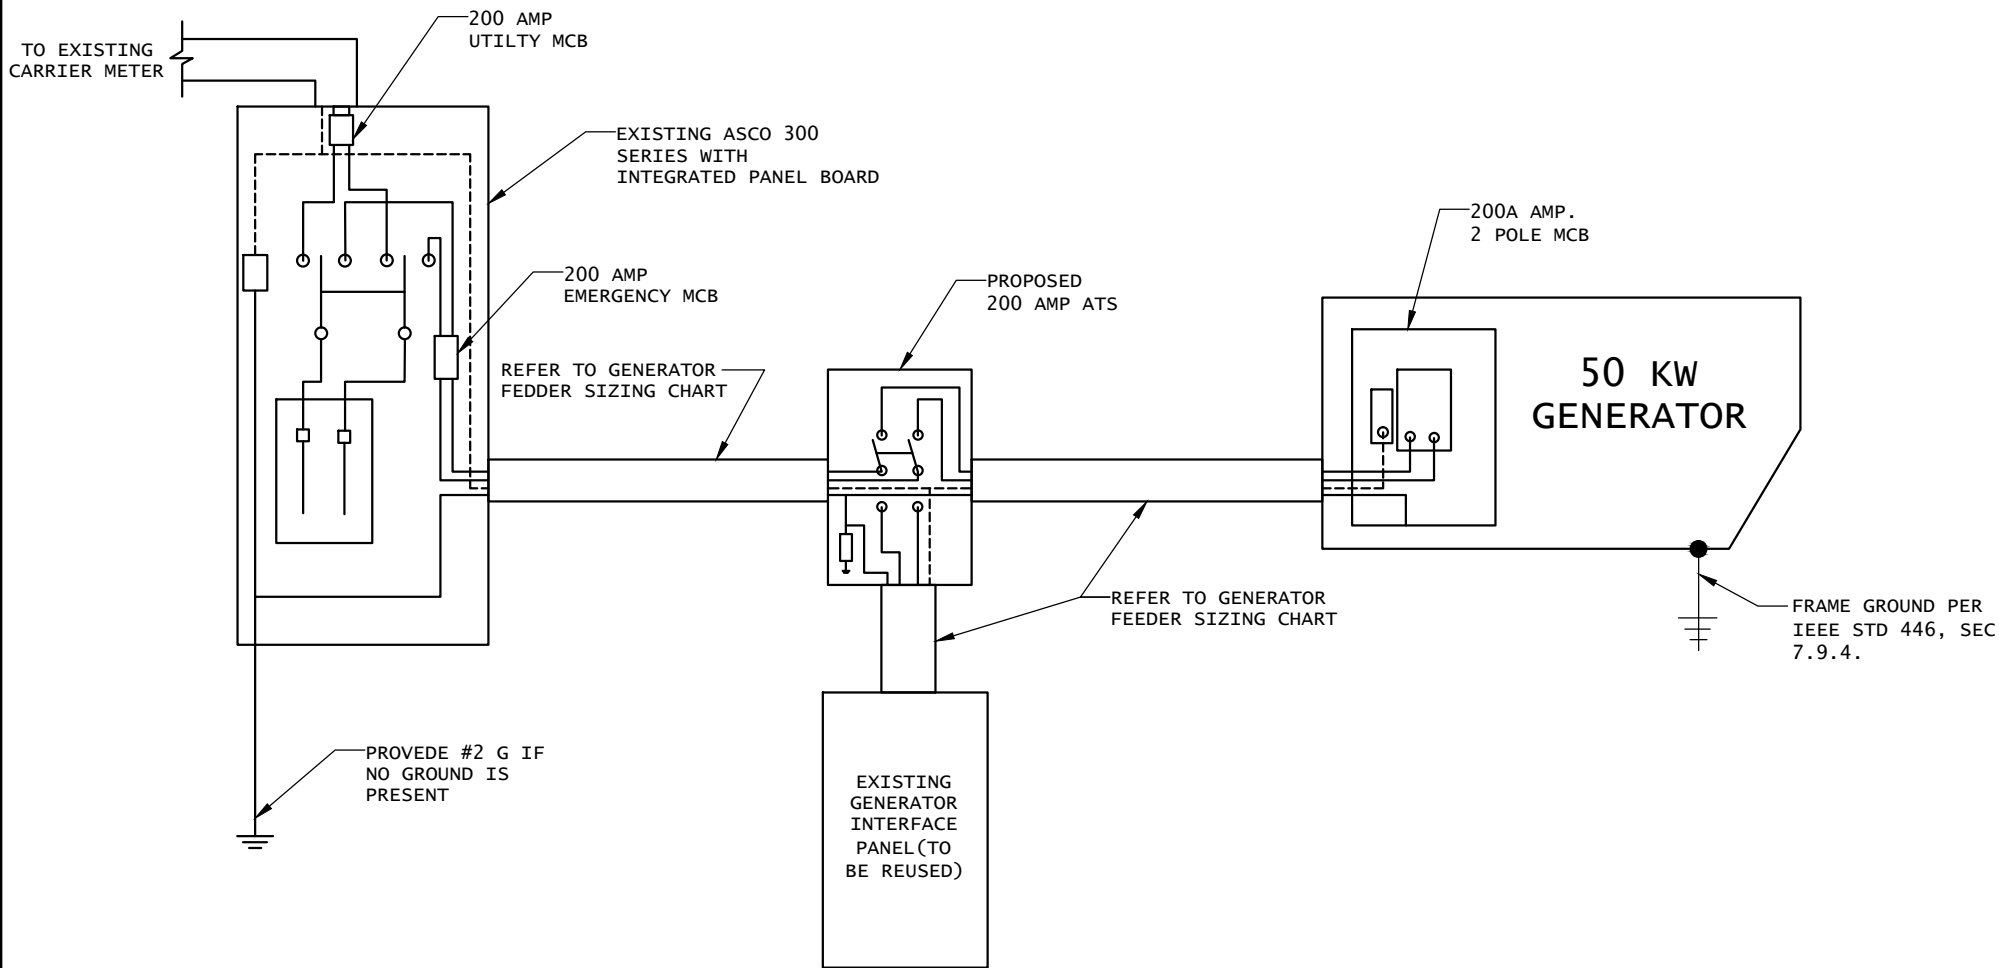 200 AMP
UTILTY MCB
TO EXISTING
CARRIER METER
EXISTING ASCO 300
SERIES WITH
INTEGRATED PANEL BOARD
200A AMP.
2 POLE MCB
200 AMP
EMERGENCY MCB
PROPOSED
200 AMP ATS
REFER TO GENERATOR
FEDDER SIZING CHART
50 KW
GENERATOR
REFER TO GENERATOR
FEEDER SIZING CHART
FRAME GROUND PER
IEEE STD 446, SEC
7.9.4.
PROVEDE #2 G IF
NO GROUND IS
PRESENT
EXISTING
GENERATOR
INTERFACE
PANEL(TO
BE REUSED)